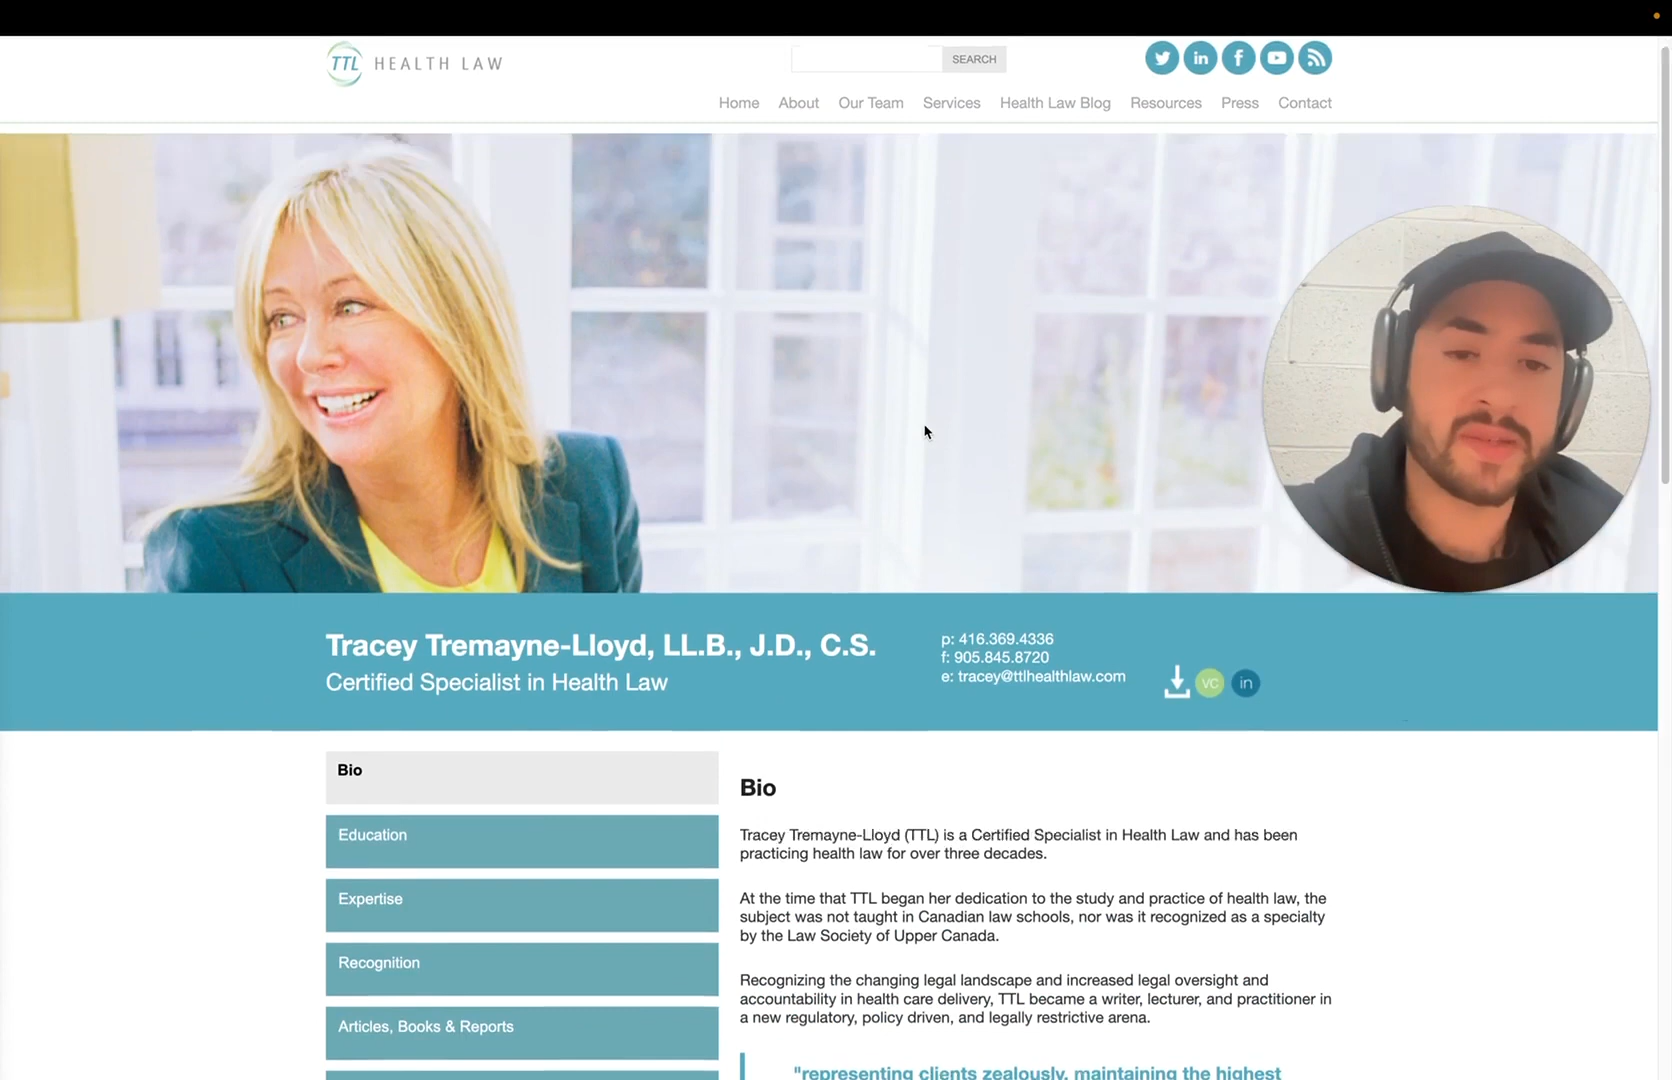 TTL HEALTH LAW
SEARCH
Home About Our Team Services Health Law Blog Resources Press Contact
Tracey Tremayne-Lloyd, LL.B., J.D., C.S.
Certified Specialist in Health Law
p: 416.369.4336
f: 905.845.8720
e: tracey@ttlhealthlaw.com
VC in
Bio
Education
Expertise
Recognition
Articles, Books & Reports
Bio
Tracey Tremayne-Lloyd (TTL) is a Certified Specialist in Health Law and has been
practicing health law for over three decades.
At the time that TTL began her dedication to the study and practice of health law, the
subject was not taught in Canadian law schools, nor was it recognized as a specialty
by the Law Society of Upper Canada.
Recognizing the changing legal landscape and increased legal oversight and
accountability in health care delivery, TTL became a writer, lecturer, and practitioner in
a new regulatory, policy driven, and legally restrictive arena.
"representing clients zealously, maintaining the highest